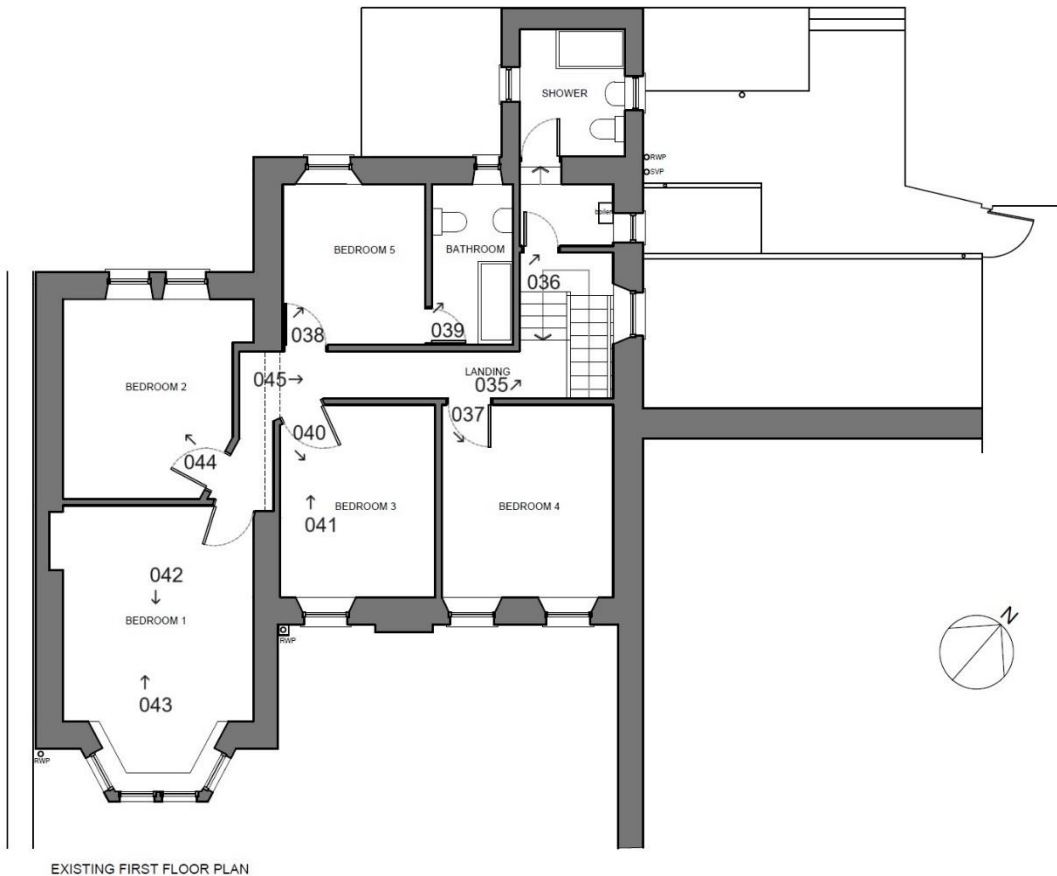 SHOWER
RWP
SVP
boiler
BEDROOM 5
BATHROOM
036
038
039
BEDROOM 2
045
LANDING
035
037
040
044
BEDROOM 3
BEDROOM 4
041
042
BEDROOM 1
N
RWP
043
RWP
EXISTING FIRST FLOOR PLAN